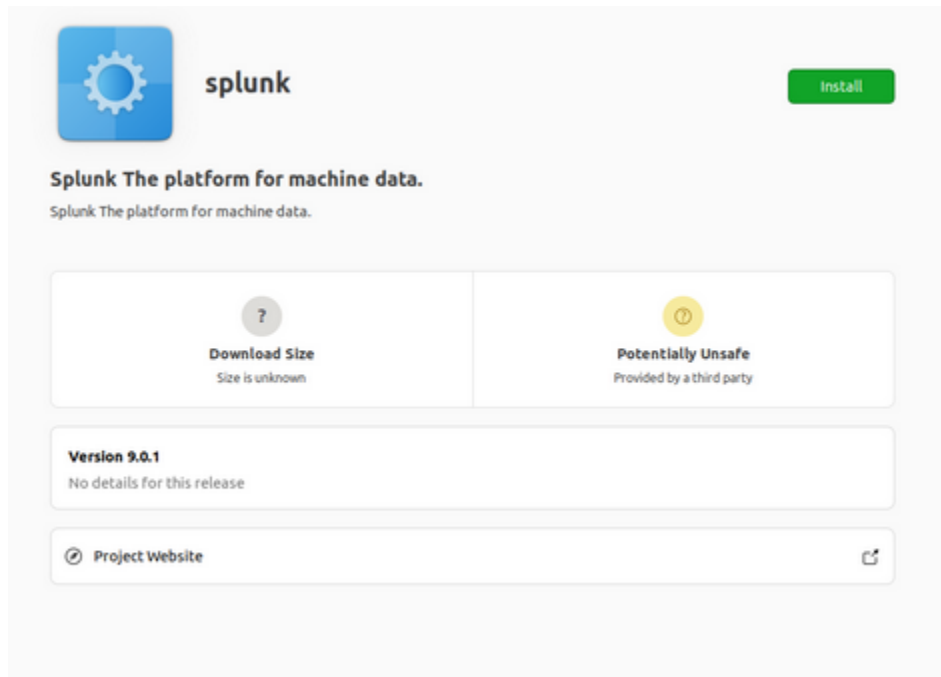 splunk
Install
Splunk The platform for machine data.
Splunk The platform for machine data.
?
Download Size
Size is unknown
?
Potentially Unsafe
Provided by a third party
Version 9.0.1
No details for this release
Project Website